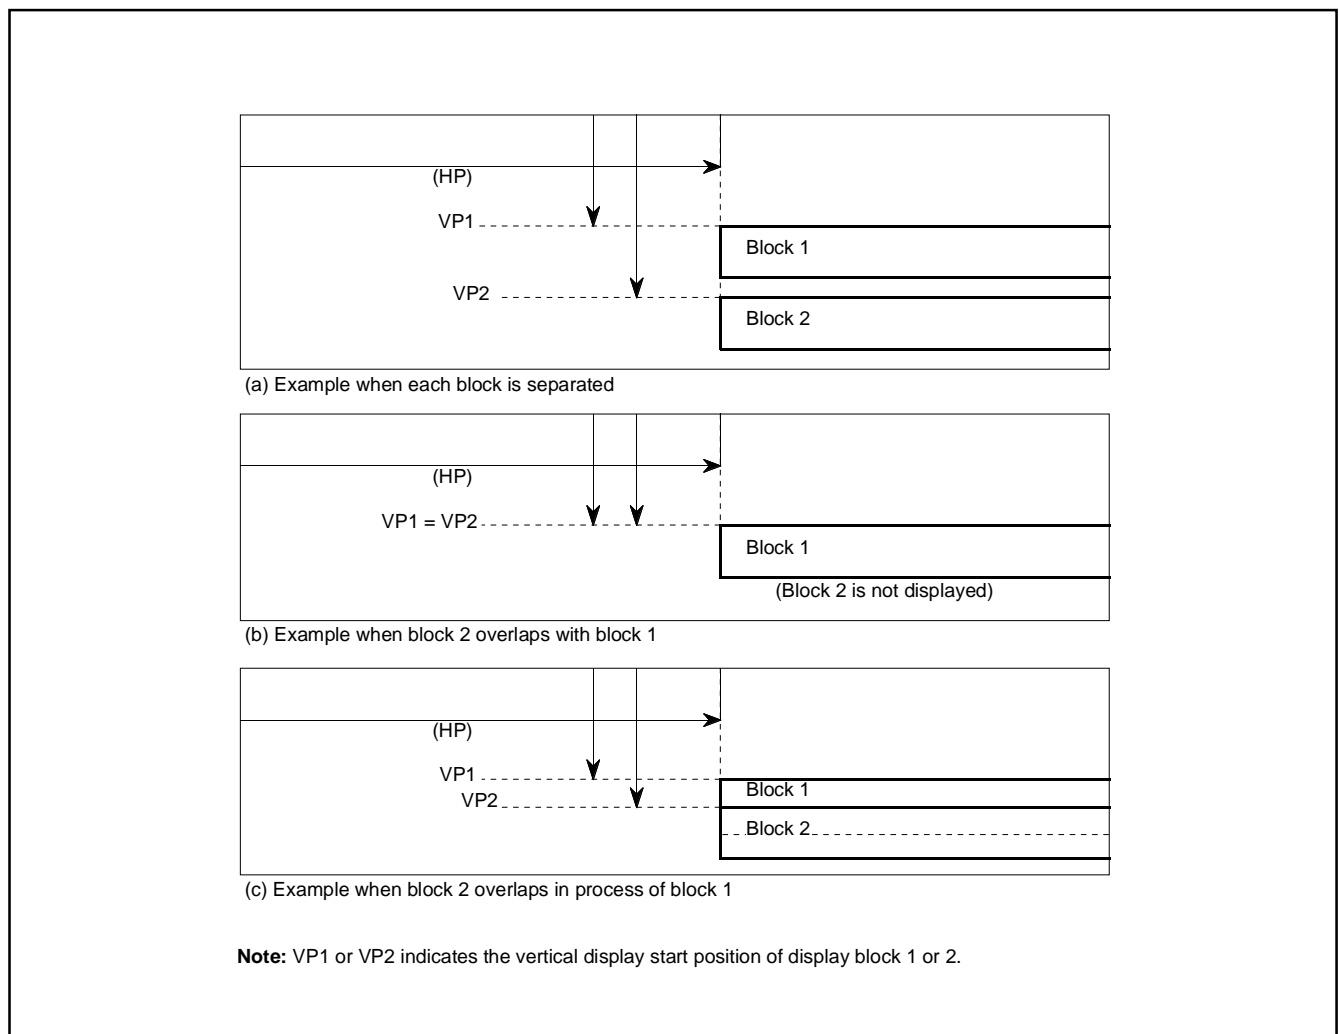 (HP)
VP1
Block 1
VP2
Block 2
(a) Example when each block is separated
(HP)
VP1 = VP2
Block 1
(Block 2 is not displayed)
(b) Example when block 2 overlaps with block 1
(HP)
VP1
Block 1
VP2
Block 2
(c) Example when block 2 overlaps in process of block 1
Note: VP1 or VP2 indicates the vertical display start position of display block 1 or 2.